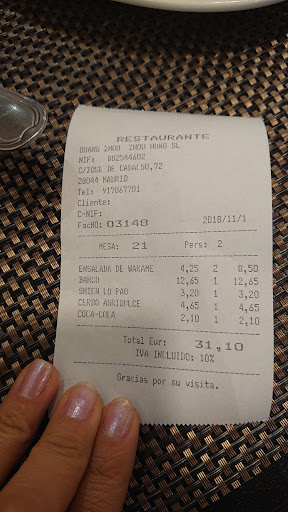 RESTAURANTE
GUANG ZHOU ZHOU HONG SL
NIF: B82544602
C/JOSE DE CADALSO,72
28044 MADRID
Tel: 917067701
Cliente:
C-NIF:
FacNO: 03148 2018/11/1
MESA: 21 Pers: 2
ENSALADA DE WAKAME 4,25 2 8,50
BARCO 12,65 1 12,65
SHIEN LO PAO 3,20 1 3,20
CERDO AGRIDULCE 4,65 1 4,65
COCA-COLA 2,10 1 2,10
Total Eur: 31,10
IVA INCLUIDO: 10%
Gracias por su visita.